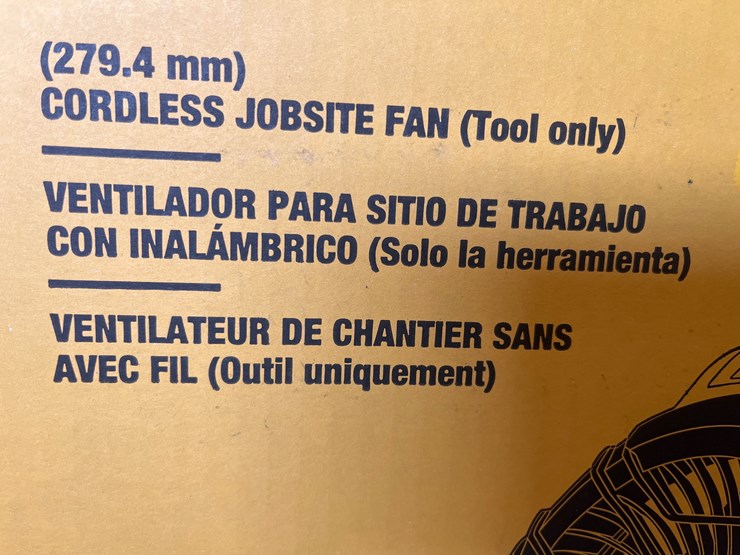 (279.4 mm)
CORDLESS JOBSITE FAN (Tool only)
VENTILADOR PARA SITIO DE TRABAJO
CON INALÁMBRICO (Solo la herramienta)
VENTILATEUR DE CHANTIER SANS
AVEC FIL (Outil uniquement)